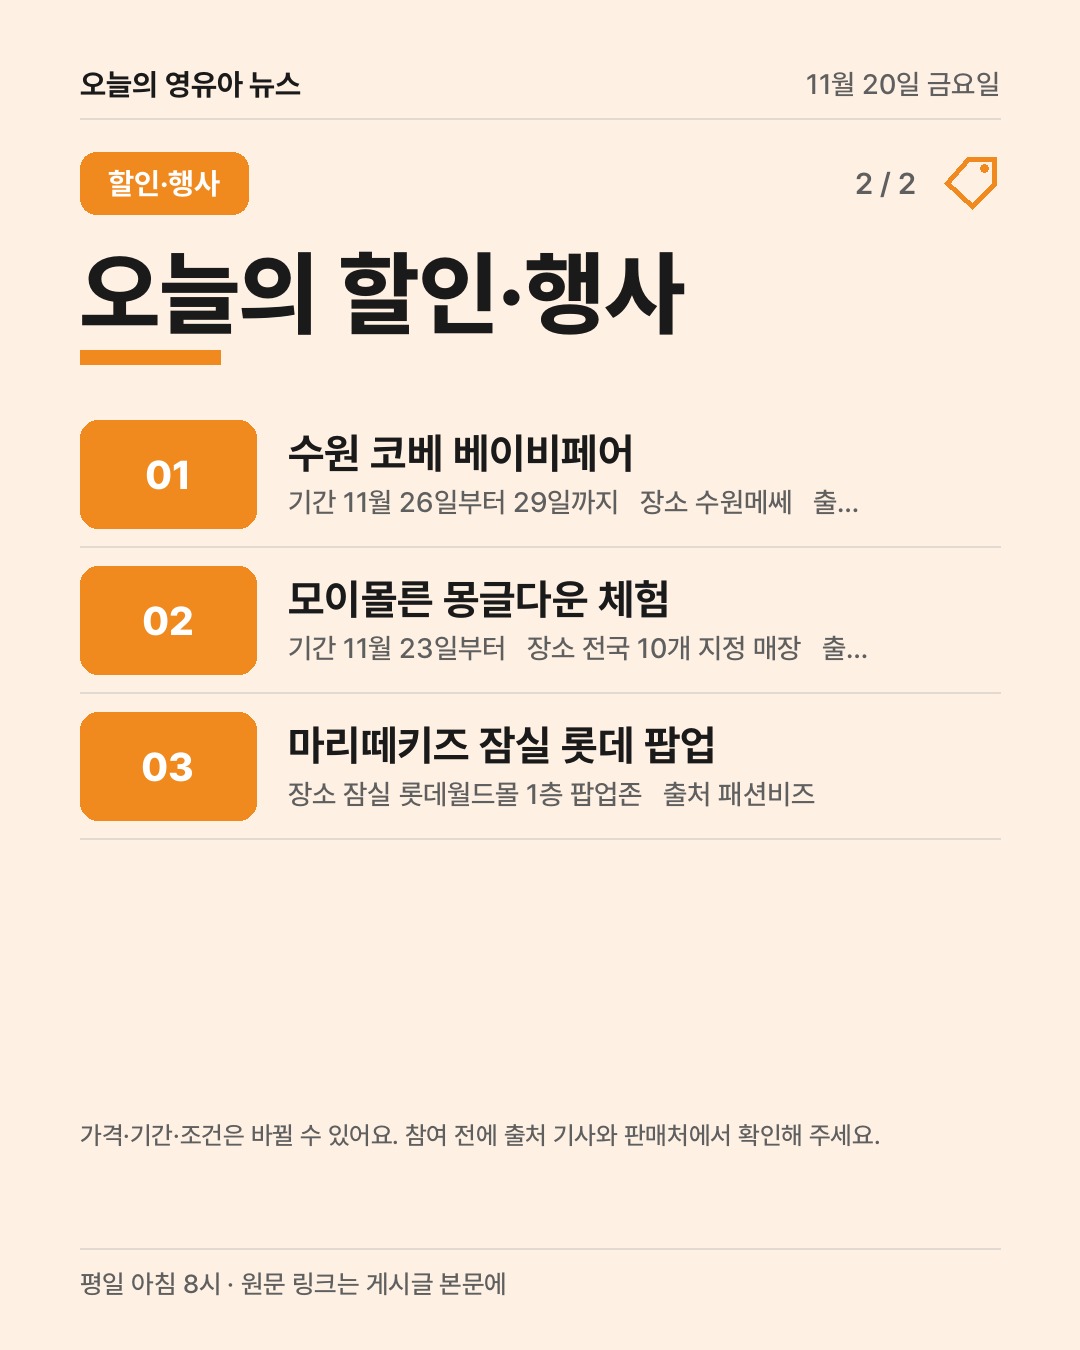 오늘의 영유아 뉴스
11월 20일 금요일
할인·행사
2 / 2
오늘의 할인·행사
01
수원 코베 베이비페어
기간 11월 26일부터 29일까지 장소 수원메쎄 출...
02
모이몰른 몽글다운 체험
기간 11월 23일부터 장소 전국 10개 지정 매장 출...
03
마리떼키즈 잠실 롯데 팝업
장소 잠실 롯데월드몰 1층 팝업존 출처 패션비즈
가격·기간·조건은 바뀔 수 있어요. 참여 전에 출처 기사와 판매처에서 확인해 주세요.
평일 아침 8시 · 원문 링크는 게시글 본문에